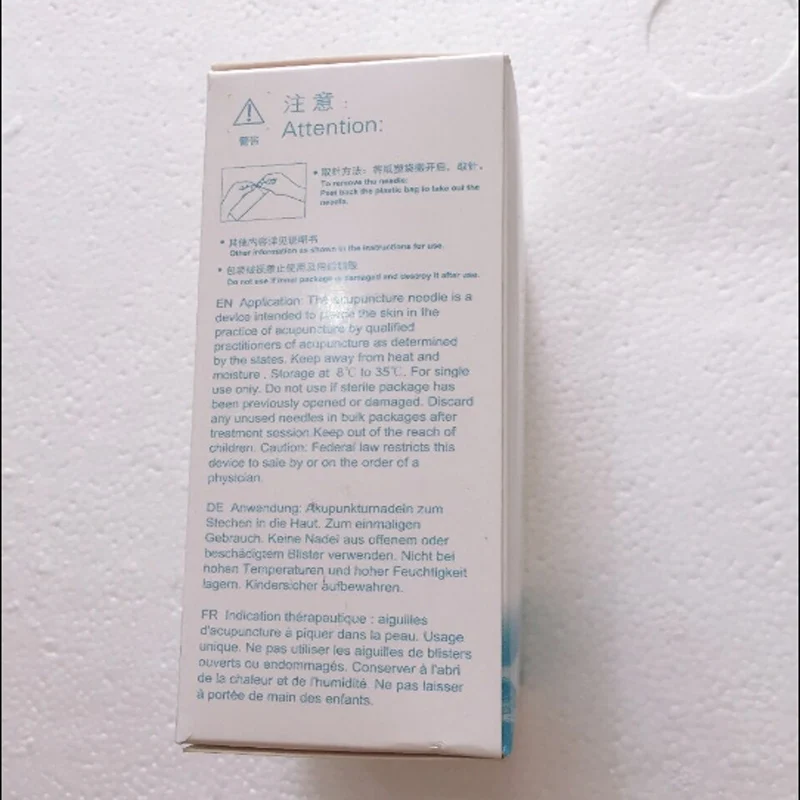 注意:
Attention:
警告
• 取针方法：将纸塑袋撕开后，取针。
To remove the needle:
Peel back the plastic bag to take out the
needle.
• 其他内容详见说明书
Other information as shown in the instructions for use.
• 包装破损禁止使用及用后销毁
Do not use if inner package is damaged and destroy it after use.
EN Application: The acupuncture needle is a
device intended to pierce the skin in the
practice of acupuncture by qualified
practitioners of acupuncture as determined
by the states. Keep away from heat and
moisture . Storage at 8℃ to 35℃. For single
use only. Do not use if sterile package has
been previously opened or damaged. Discard
any unused needles in bulk packages after
treatment session.Keep out of the reach of
children. Caution: Federal law restricts this
device to sale by or on the order of a
physician.
DE Anwendung: Akupunkturnadeln zum
Stechen in die Haut. Zum einmaligen
Gebrauch. Keine Nadel aus offenem oder
beschädigtem Blister verwenden. Nicht bei
hohen Temperaturen und hoher Feuchtigkeit
lagern. Kindersicher aufbewahren.
FR Indication thérapeutique : aiguilles
d'acupuncture à piquer dans la peau. Usage
unique. Ne pas utiliser les aiguilles de blisters
ouverts ou endommagés. Conserver à l'abri
de la chaleur et de l'humidité. Ne pas laisser
à portée de main des enfants.